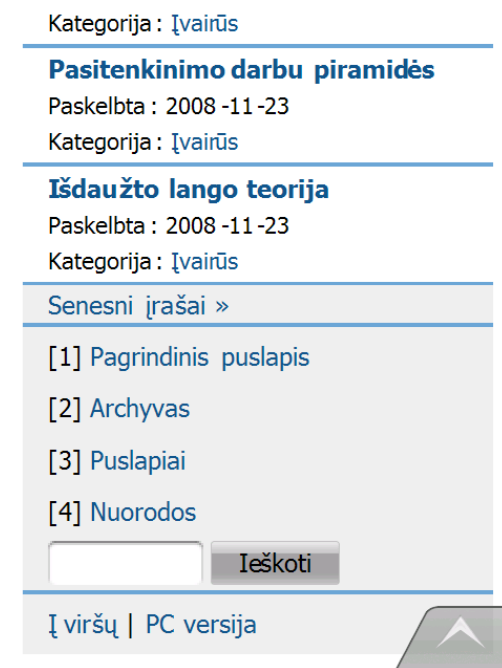 Kategorija : Įvairūs
Pasitenkinimo darbu piramidės
Paskelbta : 2008 -11 -23
Kategorija : Įvairūs
Išdaužto lango teorija
Paskelbta : 2008 -11 -23
Kategorija : Įvairūs
Senesni įrašai »
[1] Pagrindinis puslapis
[2] Archyvas
[3] Puslapiai
[4] Nuorodos
Ieškoti
Į viršų | PC versija